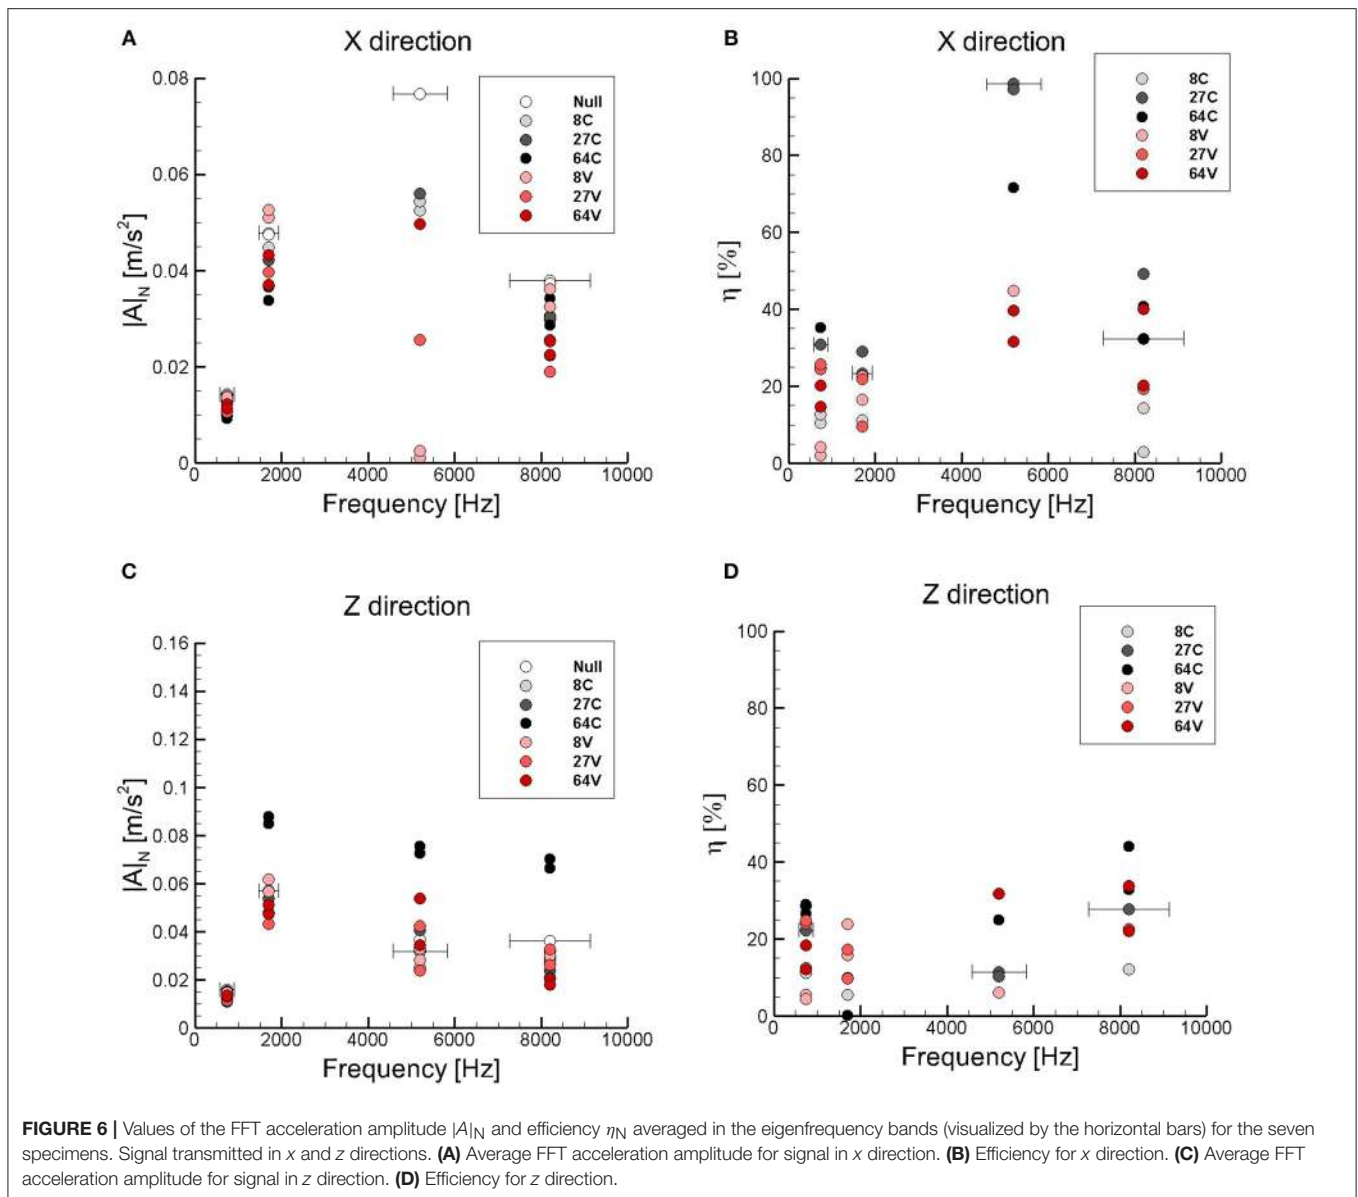 A
X direction
|A|N [m/s2]
0.08
0.06
0.04
0.02
0
0
2000
4000
6000
8000
10000
Frequency [Hz]
Null
8C
27C
64C
8V
27V
64V
B
X direction
η [%]
100
80
60
40
20
0
0
2000
4000
6000
8000
10000
Frequency [Hz]
8C
27C
64C
8V
27V
64V
C
Z direction
|A|N [m/s2]
0.16
0.14
0.12
0.1
0.08
0.06
0.04
0.02
0
0
2000
4000
6000
8000
10000
Frequency [Hz]
Null
8C
27C
64C
8V
27V
64V
D
Z direction
η [%]
100
80
60
40
20
0
0
2000
4000
6000
8000
10000
Frequency [Hz]
8C
27C
64C
8V
27V
64V
FIGURE 6 | Values of the FFT acceleration amplitude |A|N and efficiency ηN averaged in the eigenfrequency bands (visualized by the horizontal bars) for the seven
specimens. Signal transmitted in x and z directions. (A) Average FFT acceleration amplitude for signal in x direction. (B) Efficiency for x direction. (C) Average FFT
acceleration amplitude for signal in z direction. (D) Efficiency for z direction.